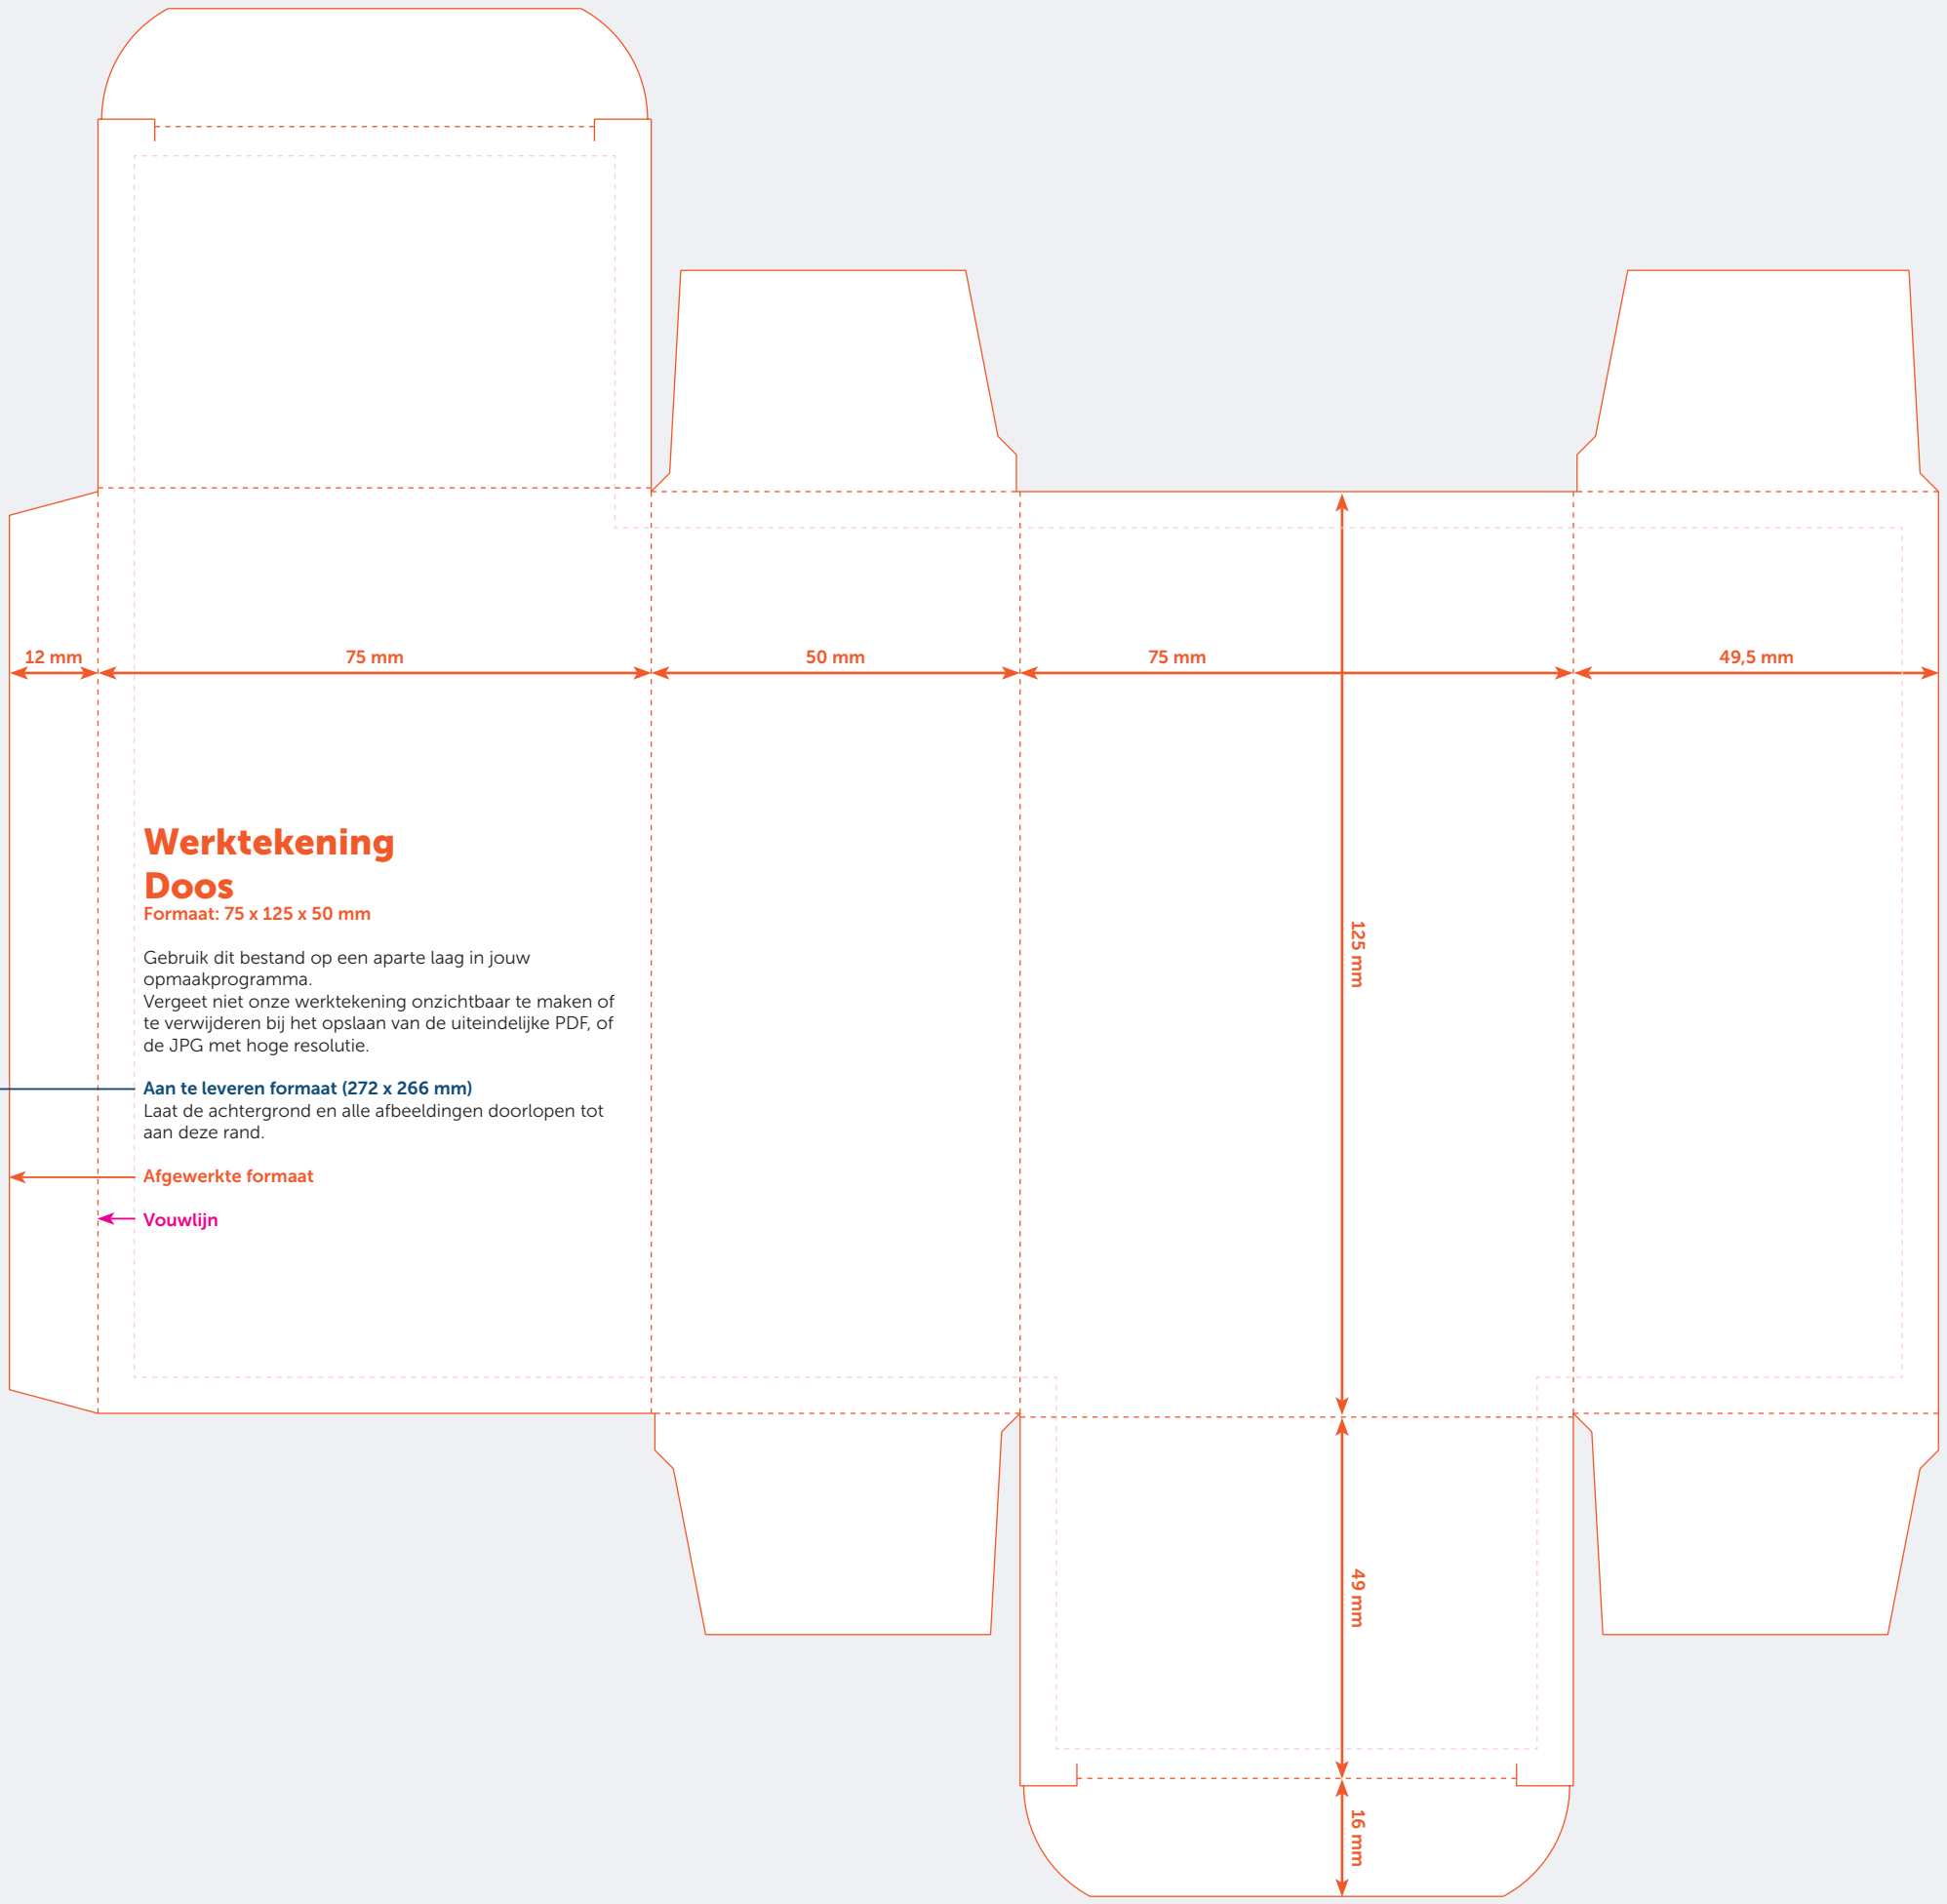 12 mm
75 mm
50 mm
75 mm
49,5 mm
Werktekening
Doos
Formaat: 75 x 125 x 50 mm
Gebruik dit bestand op een aparte laag in jouw
opmaakprogramma.
Vergeet niet onze werktekening onzichtbaar te maken of
te verwijderen bij het opslaan van de uiteindelijke PDF, of
de JPG met hoge resolutie.
Aan te leveren formaat (272 x 266 mm)
Laat de achtergrond en alle afbeeldingen doorlopen tot
aan deze rand.
Afgewerkte formaat
Vouwlijn
125 mm
49 mm
16 mm